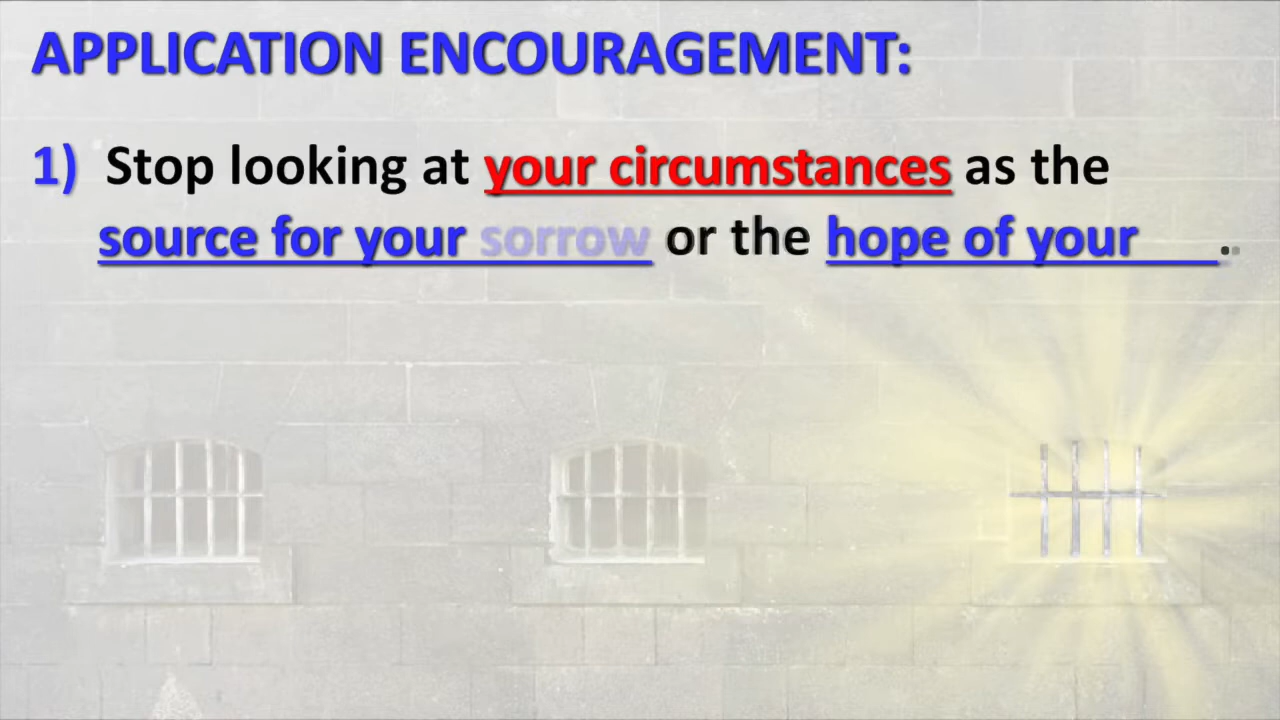 APPLICATION ENCOURAGEMENT:
1) Stop looking at your circumstances as the
source for your sorrow or the hope of your ___..